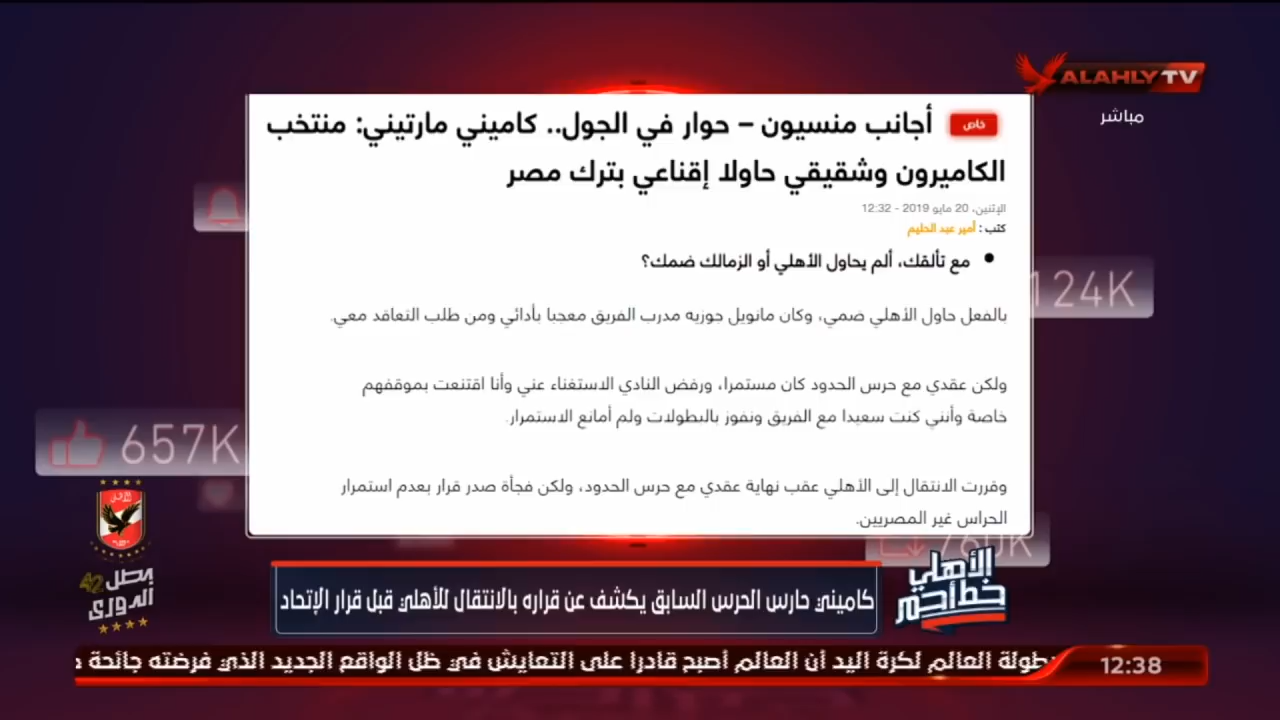 ALAHLY TV
مباشر
خاص أجانب منسيون – حوار في الجول.. كاميني مارتيني: منتخب
الكاميرون وشقيقي حاولا إقناعي بترك مصر
الإثنين، 20 مايو 2019 - 12:32
كتب : أمير عبد الحليم
• مع تألقك، ألم يحاول الأهلي أو الزمالك ضمك؟
بالفعل حاول الأهلي ضمي، وكان مانويل جوزيه مدرب الفريق معجبا بأدائي ومن طلب التعاقد معي.
ولكن عقدي مع حرس الحدود كان مستمرا، ورفض النادي الاستغناء عني وأنا اقتنعت بموقفهم
خاصة وأنني كنت سعيدا مع الفريق ونفوز بالبطولات ولم أمانع الاستمرار.
وقررت الانتقال إلى الأهلي عقب نهاية عقدي مع حرس الحدود، ولكن فجأة صدر قرار بعدم استمرار
الحراس غير المصريين.
124K
657K
760K
بطل 42
الدورى
الأهلي
خط أحمر
كاميني حارس الحرس السابق يكشف عن قراره بالانتقال للأهلي قبل قرار الإتحاد
بطولة العالم لكرة اليد أن العالم أصبح قادرا على التعايش في ظل الواقع الجديد الذي فرضته جائحة
12:38